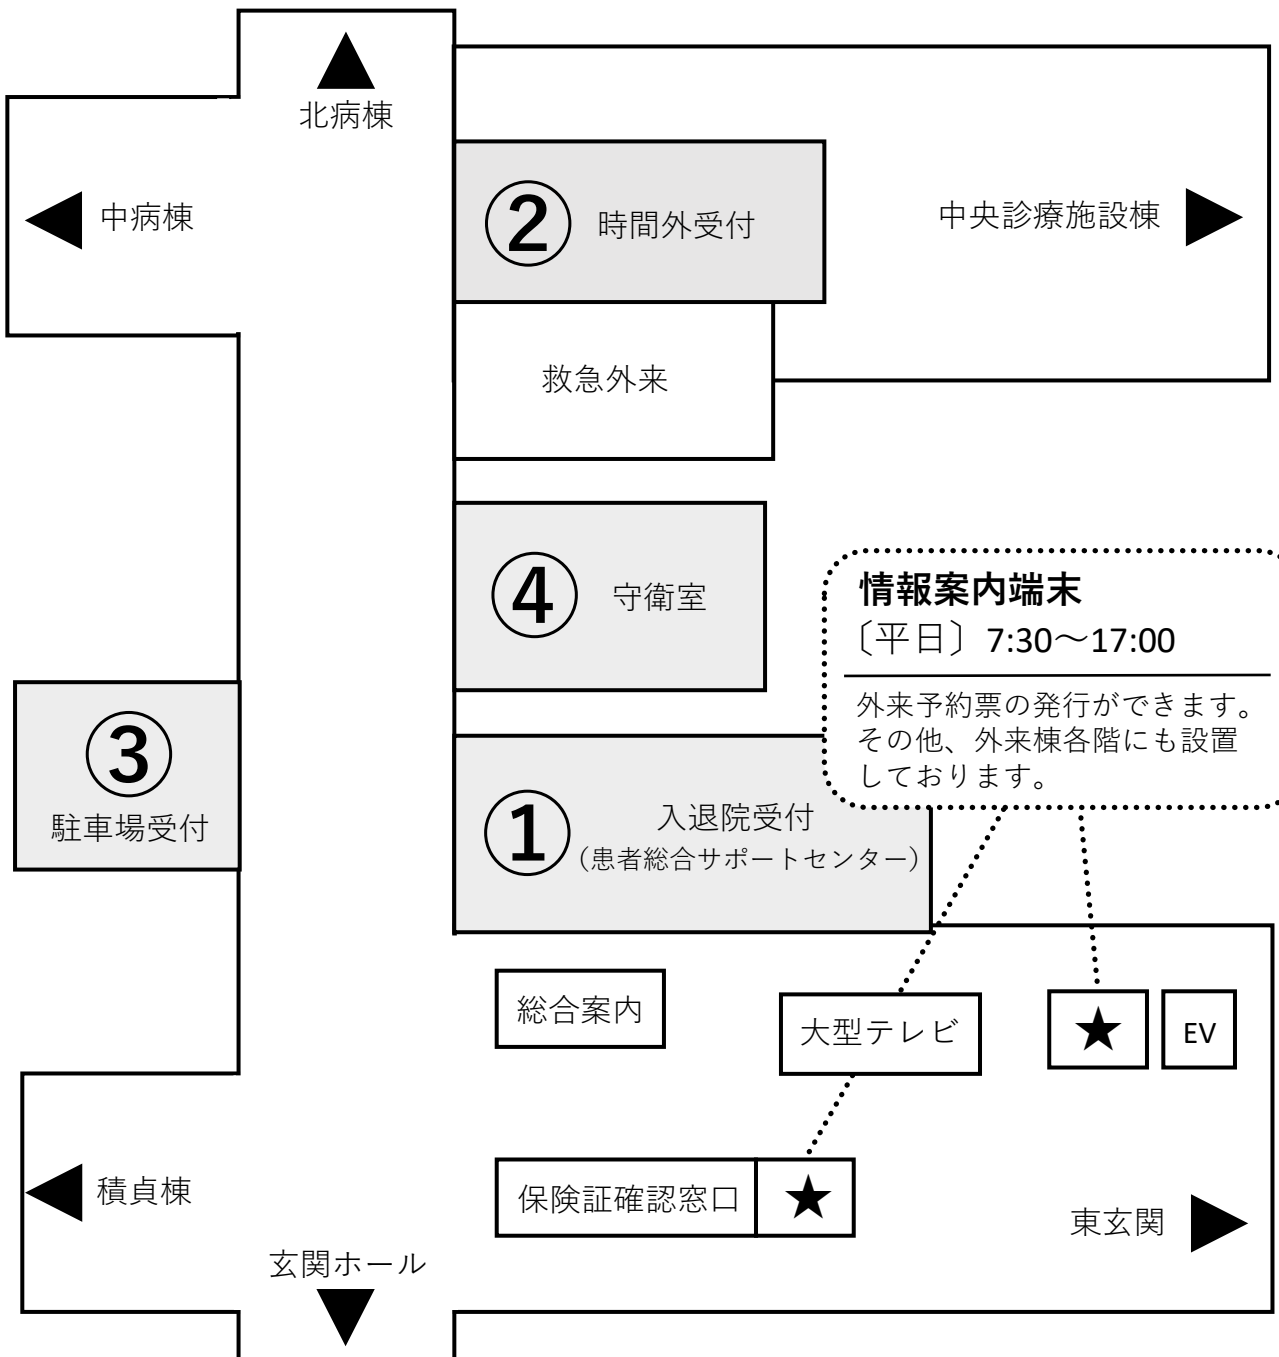 北病棟
中病棟
② 時間外受付
中央診療施設棟
救急外来
④ 守衛室
情報案内端末
〔平日〕7:30～17:00
外来予約票の発行ができます。
その他、外来棟各階にも設置
しております。
③
駐車場受付
① 入退院受付
（患者総合サポートセンター）
総合案内
大型テレビ
★
EV
積貞棟
保険証確認窓口 ★
東玄関
玄関ホール